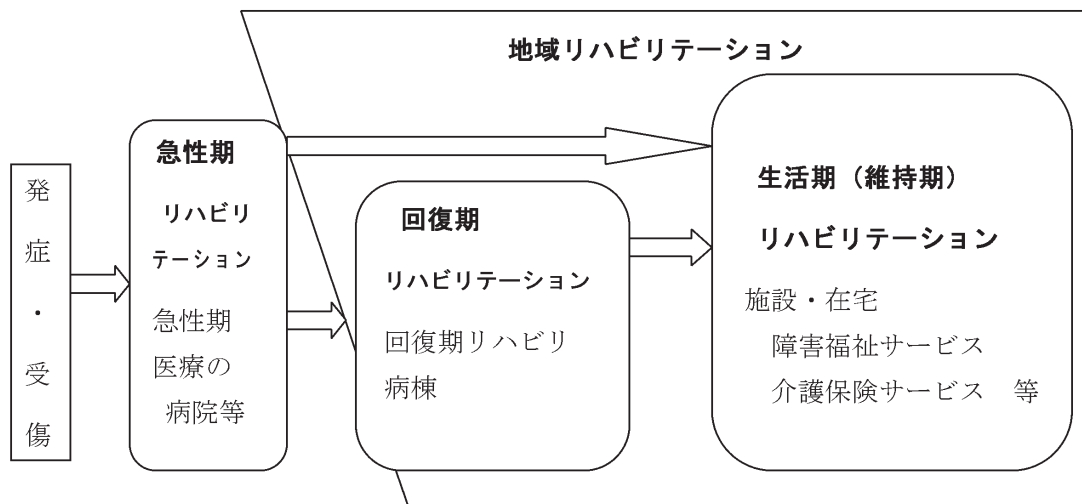 地域リハビリテーション
発症・受傷
急性期
リハビリ
テーション
急性期
医療の
病院等
回復期
リハビリテーション
回復期リハビリ
病棟
生活期（維持期）
リハビリテーション
施設・在宅
障害福祉サービス
介護保険サービス　等